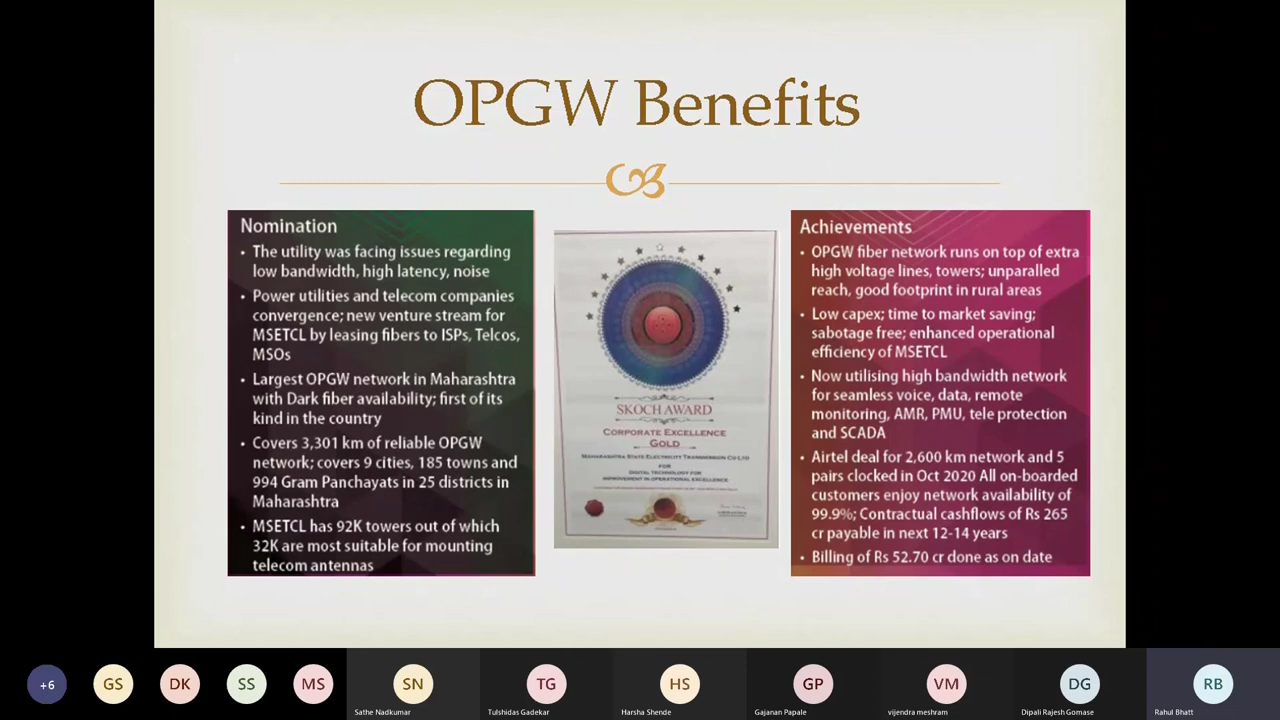 OPGW Benefits
Nomination
• The utility was facing issues regarding
low bandwidth, high latency, noise
• Power utilities and telecom companies
convergence; new venture stream for
MSETCL by leasing fibers to ISPs, Telcos,
MSOs
• Largest OPGW network in Maharashtra
with Dark fiber availability; first of its
kind in the country
• Covers 3,301 km of reliable OPGW
network; covers 9 cities, 185 towns and
994 Gram Panchayats in 25 districts in
Maharashtra
• MSETCL has 92K towers out of which
32K are most suitable for mounting
telecom antennas
SKOCH AWARD
CORPORATE EXCELLENCE
GOLD
MAHARASHTRA STATE ELECTRICITY TRANSMISSION CO LTD
FOR
DIGITAL TECHNOLOGY FOR
IMPROVEMENT IN OPERATIONAL EXCELLENCE
Achievements
• OPGW fiber network runs on top of extra
high voltage lines, towers; unparalled
reach, good footprint in rural areas
• Low capex; time to market saving;
sabotage free; enhanced operational
efficiency of MSETCL
• Now utilising high bandwidth network
for seamless voice, data, remote
monitoring, AMR, PMU, tele protection
and SCADA
• Airtel deal for 2,600 km network and 5
pairs clocked in Oct 2020 All on-boarded
customers enjoy network availability of
99.9%; Contractual cashflows of Rs 265
cr payable in next 12-14 years
• Billing of Rs 52.70 cr done as on date
+6 GS DK SS MS SN TG HS GP VM DG RB
Sathe Nadkumar Tulshidas Gadekar Harsha Shende Gajanan Papale vijendra meshram Dipali Rajesh Gomase Rahul Bhatt